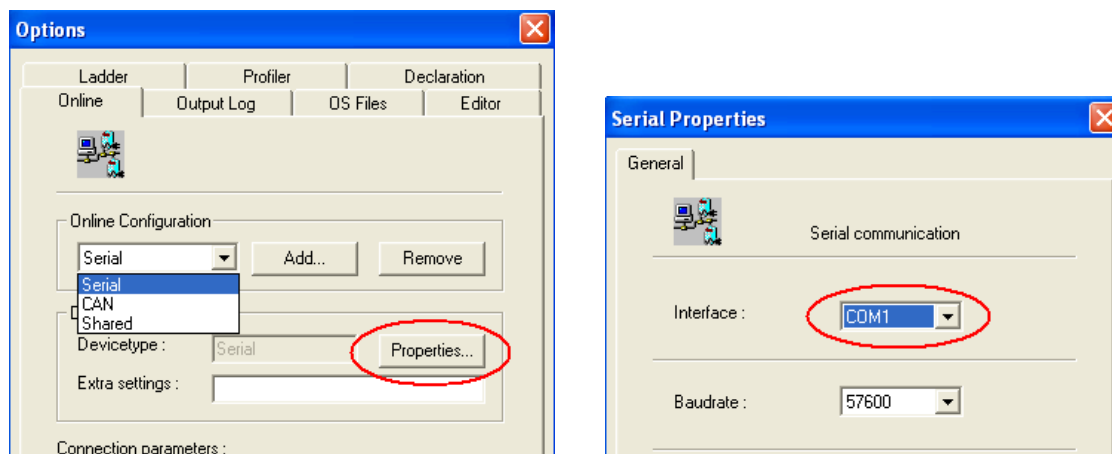 Options
Ladder Profiler Declaration
Online Output Log OS Files Editor
Online Configuration
Serial Add... Remove
Serial
CAN
Shared
Devicetype : Serial Properties...
Extra settings :
Connection parameters :
Serial Properties
General
Serial communication
Interface : COM1
Baudrate : 57600